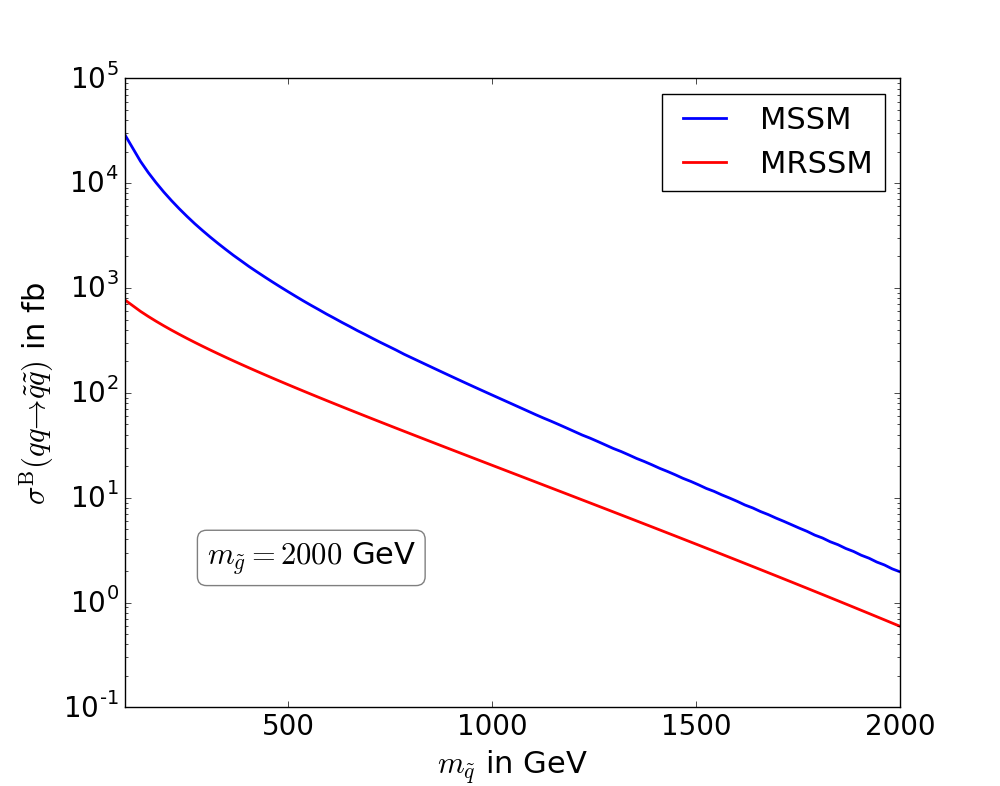 10^5
10^4
10^3
10^2
10^1
10^0
10^-1
σ^B(qq→q̃q̃) in fb
MSSM
MRSSM
m_g̃ = 2000 GeV
500 1000 1500 2000
m_q̃ in GeV